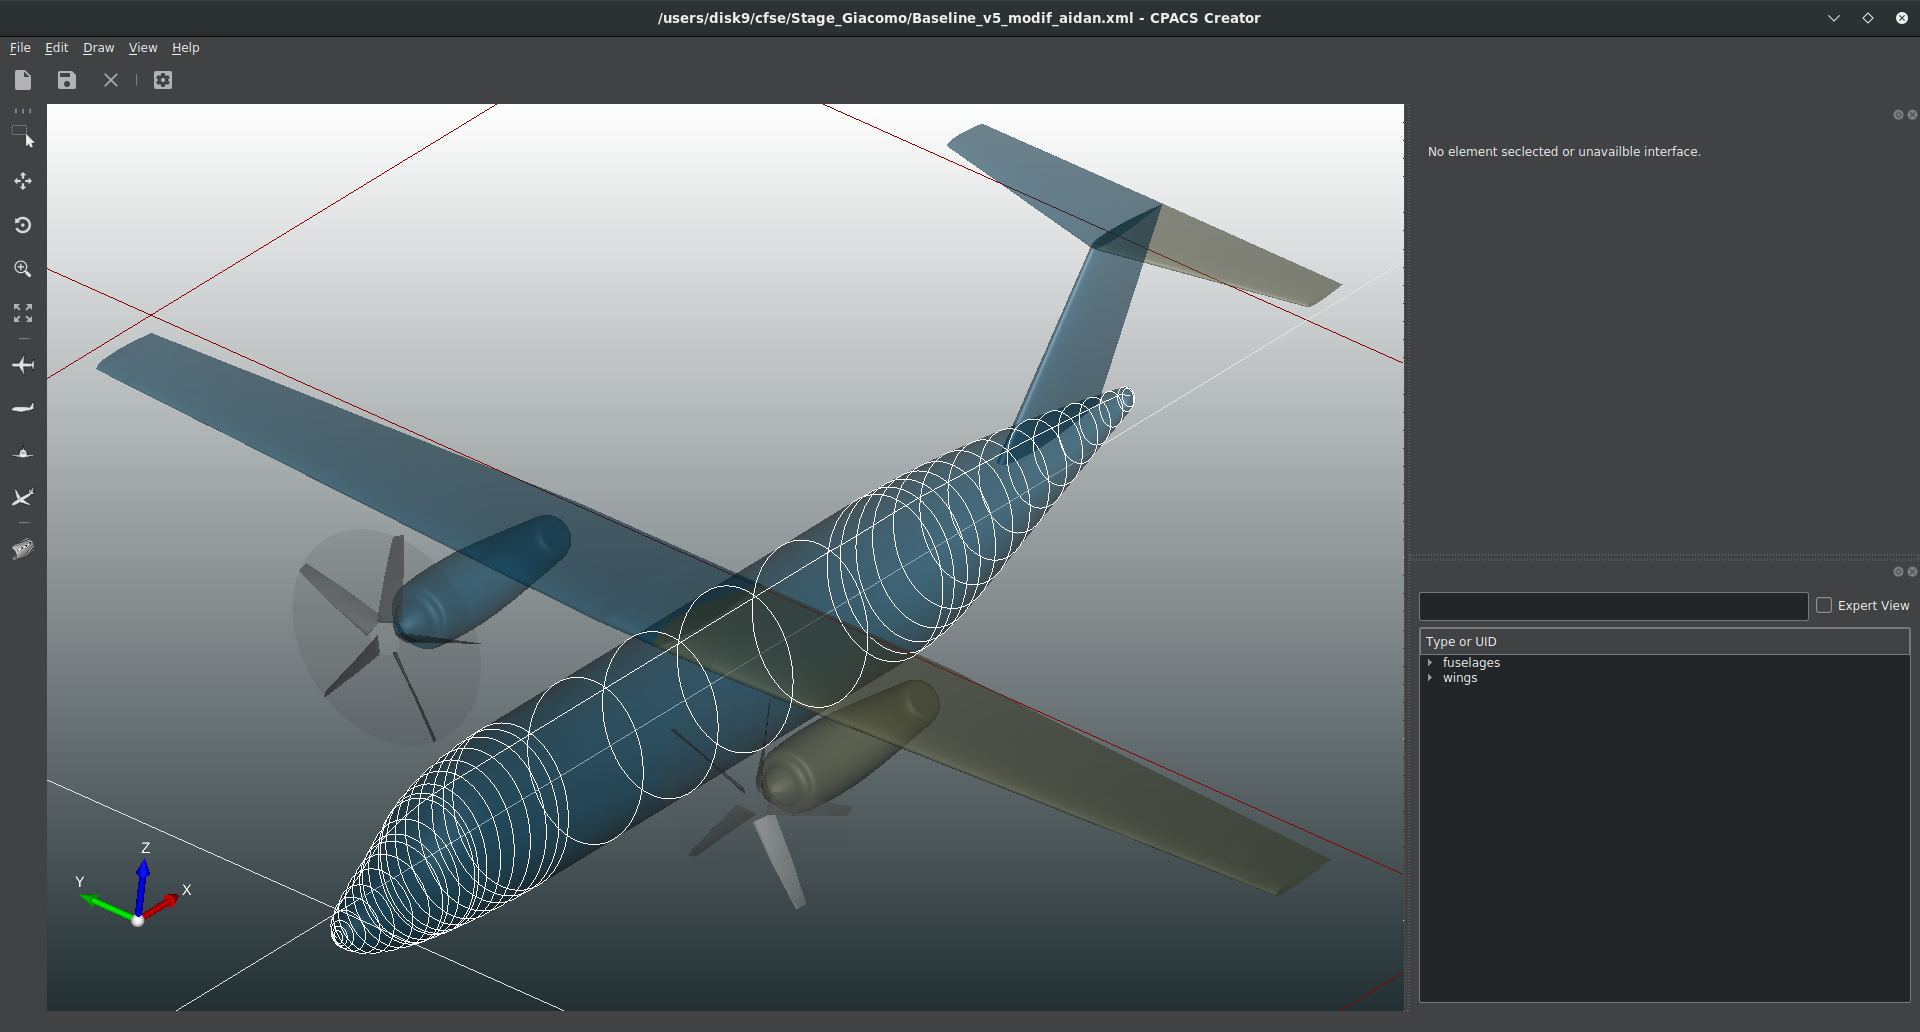 /users/disk9/cfse/Stage_Giacomo/Baseline_v5_modif_aidan.xml - CPACS Creator
File Edit Draw View Help
No element seclected or unavailble interface.
Expert View
Type or UID
fuselages
wings
Z
Y
X